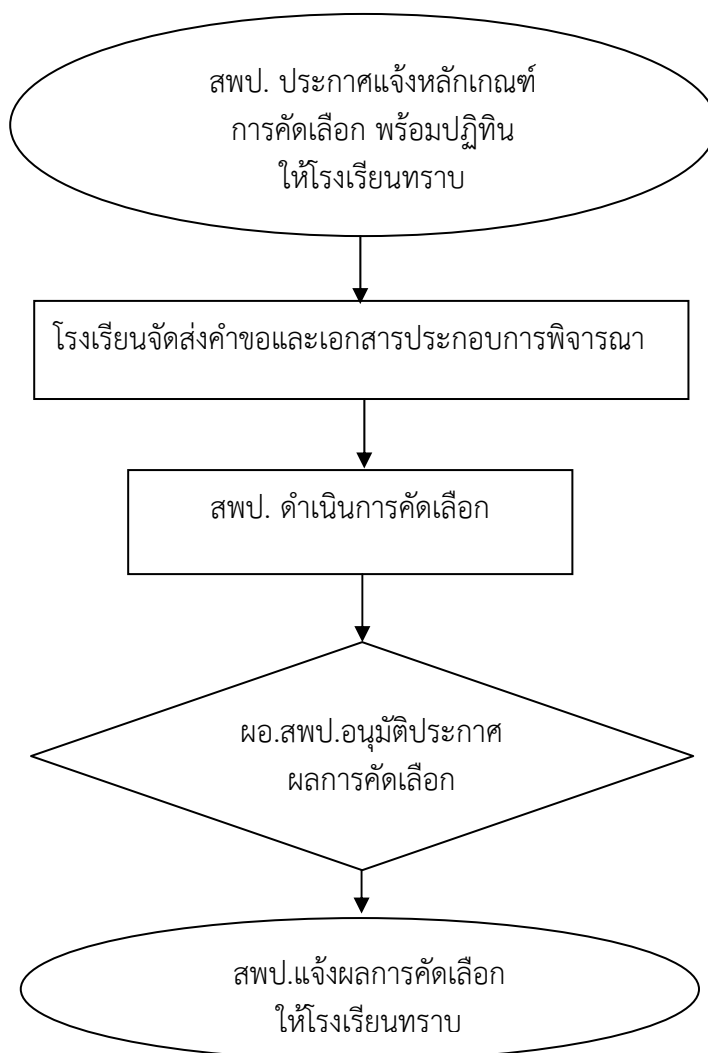 สพป. ประกาศแจ้งหลักเกณฑ์
การคัดเลือก พร้อมปฏิทิน
ให้โรงเรียนทราบ
โรงเรียนจัดส่งคำขอและเอกสารประกอบการพิจารณา
สพป. ดำเนินการคัดเลือก
ผอ.สพป.อนุมัติประกาศ
ผลการคัดเลือก
สพป.แจ้งผลการคัดเลือก
ให้โรงเรียนทราบ